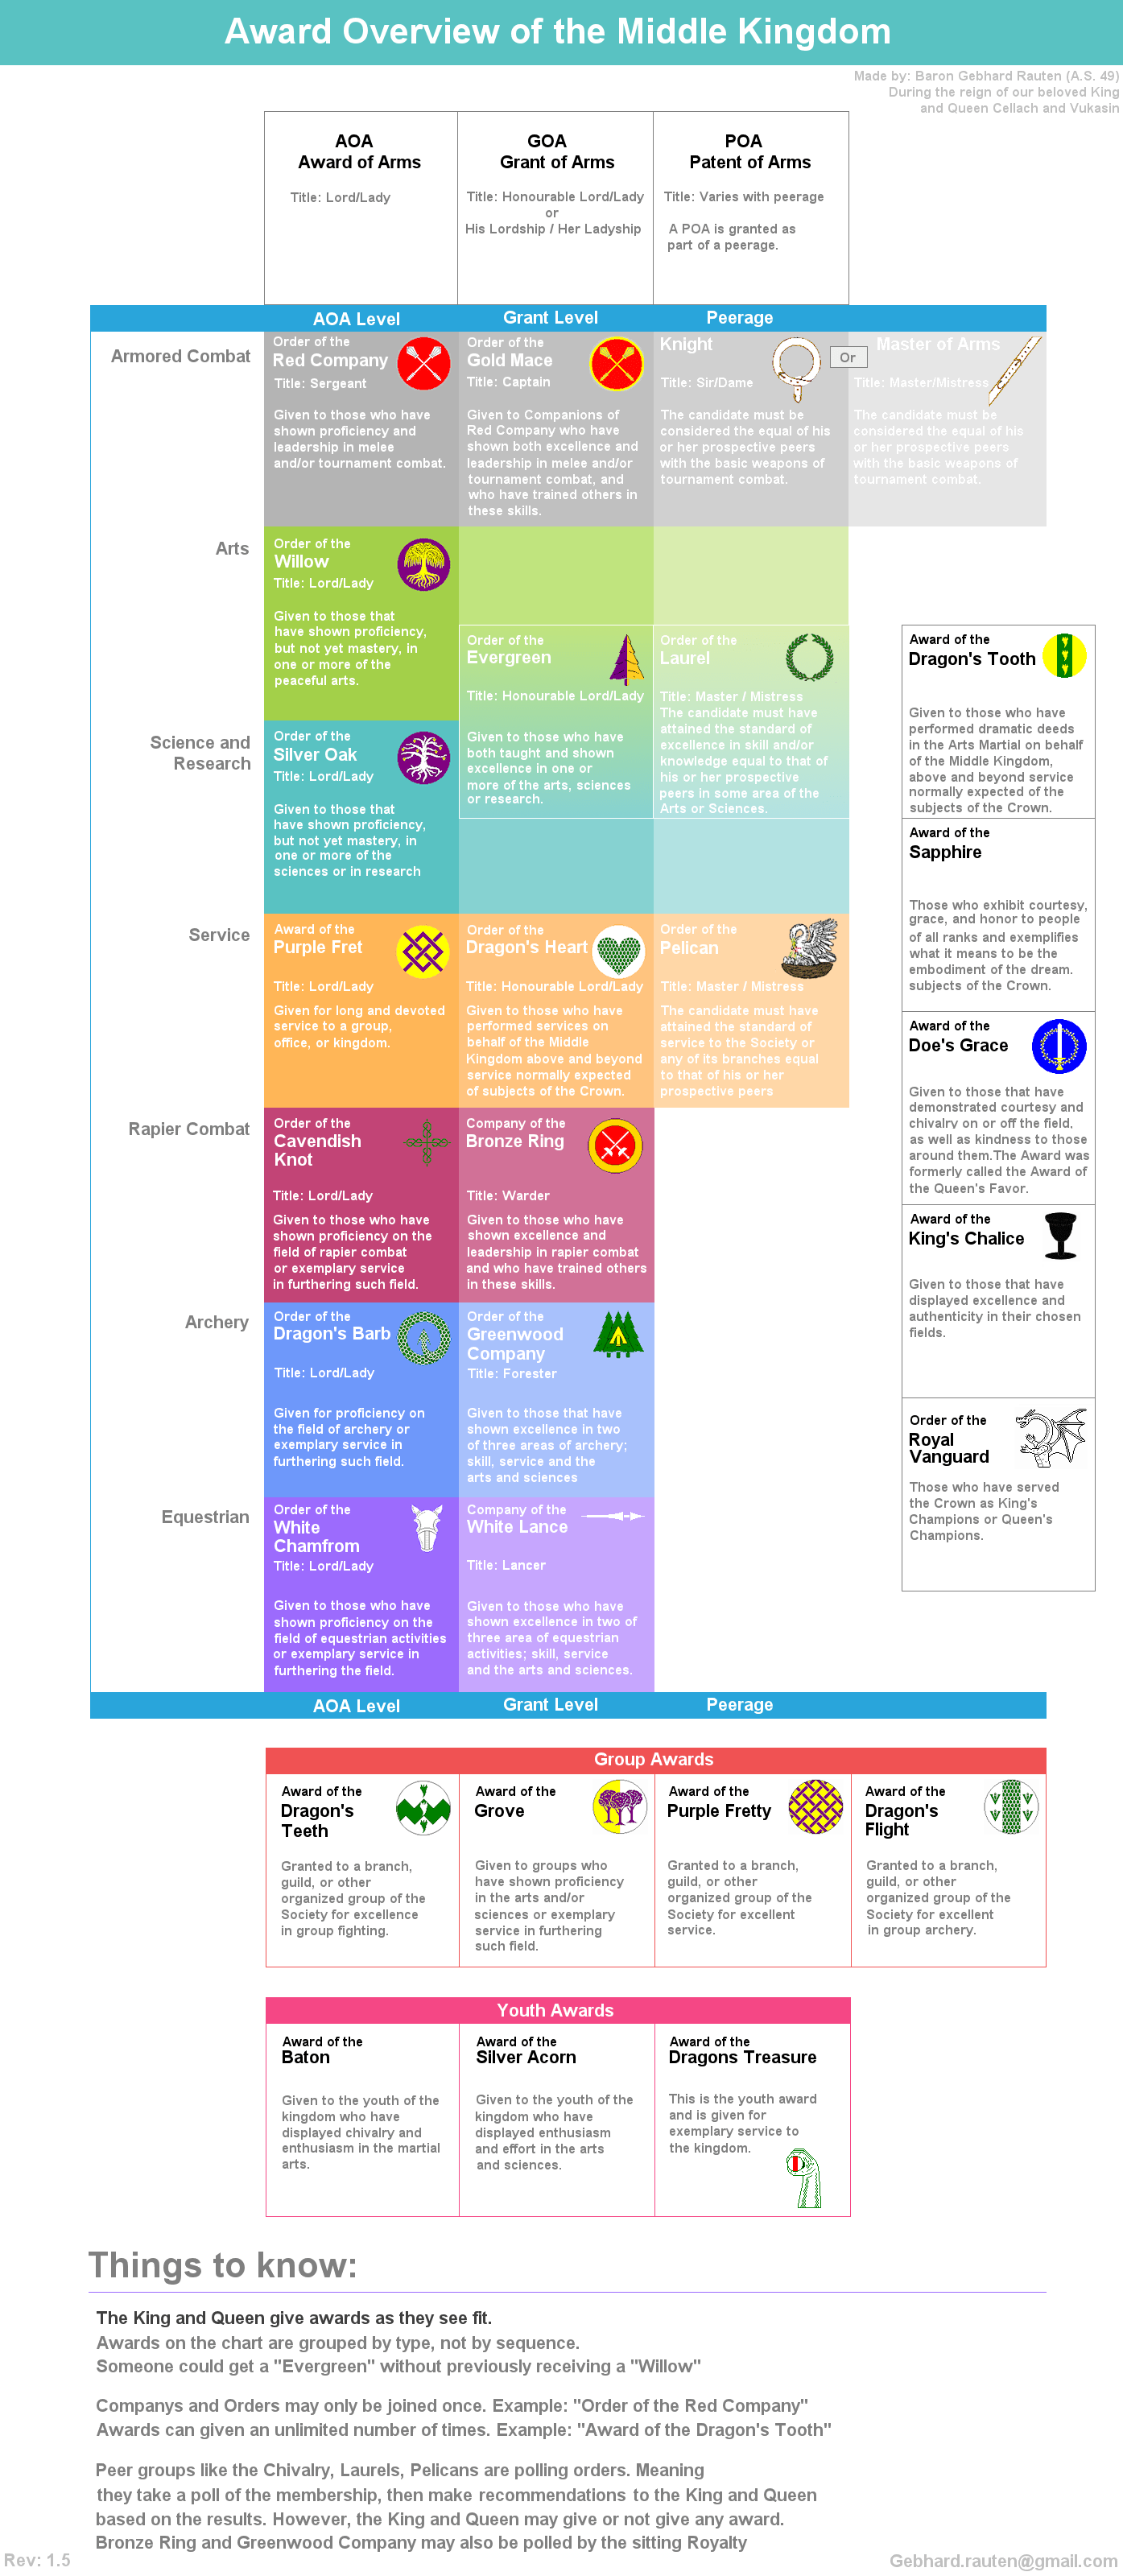 Award Overview of the Middle Kingdom
Made by: Baron Gebhard Rauten (A.S. 49)
During the reign of our beloved King
and Queen Cellach and Vukasin
AOA
Award of Arms
Title: Lord/Lady
GOA
Grant of Arms
Title: Honourable Lord/Lady
or
His Lordship / Her Ladyship
POA
Patent of Arms
Title: Varies with peerage
A POA is granted as
part of a peerage.
AOA Level
Grant Level
Peerage
Armored Combat
Order of the
Red Company
Title: Sergeant
Given to those who have
shown proficiency and
leadership in melee
and/or tournament combat.
Order of the
Gold Mace
Title: Captain
Given to Companions of
Red Company who have
shown both excellence and
leadership in melee and/or
tournament combat, and
who have trained others in
these skills.
Knight
Title: Sir/Dame
The candidate must be
considered the equal of his
or her prospective peers
with the basic weapons of
tournament combat.
Or
Master of Arms
Title: Master/Mistress
The candidate must be
considered the equal of his
or her prospective peers
with the basic weapons of
tournament combat.
Arts
Order of the
Willow
Title: Lord/Lady
Given to those that
have shown proficiency,
but not yet mastery, in
one or more of the
peaceful arts.
Order of the
Evergreen
Title: Honourable Lord/Lady
Given to those who have
both taught and shown
excellence in one or
more of the arts, sciences
or research.
Order of the
Laurel
Title: Master / Mistress
The candidate must have
attained the standard of
excellence in skill and/or
knowledge equal to that of
his or her prospective
peers in some area of the
Arts or Sciences.
Science and
Research
Order of the
Silver Oak
Title: Lord/Lady
Given to those that
have shown proficiency,
but not yet mastery, in
one or more of the
sciences or in research
Service
Award of the
Purple Fret
Title: Lord/Lady
Given for long and devoted
service to a group,
office, or kingdom.
Order of the
Dragon's Heart
Title: Honourable Lord/Lady
Given to those who have
performed services on
behalf of the Middle
Kingdom above and beyond
service normally expected
of subjects of the Crown.
Order of the
Pelican
Title: Master / Mistress
The candidate must have
attained the standard of
service to the Society or
any of its branches equal
to that of his or her
prospective peers
Rapier Combat
Order of the
Cavendish
Knot
Title: Lord/Lady
Given to those who have
shown proficiency on the
field of rapier combat
or exemplary service
in furthering such field.
Company of the
Bronze Ring
Title: Warder
Given to those who have
shown excellence and
leadership in rapier combat
and who have trained others
in these skills.
Archery
Order of the
Dragon's Barb
Title: Lord/Lady
Given for proficiency on
the field of archery or
exemplary service in
furthering such field.
Order of the
Greenwood
Company
Title: Forester
Given to those that have
shown excellence in two
of three areas of archery;
skill, service and the
arts and sciences
Equestrian
Order of the
White
Chamfrom
Title: Lord/Lady
Given to those who have
shown proficiency on the
field of equestrian activities
or exemplary service in
furthering the field.
Company of the
White Lance
Title: Lancer
Given to those who have
shown excellence in two of
three area of equestrian
activities; skill, service
and the arts and sciences.
Award of the
Dragon's Tooth
Given to those who have
performed dramatic deeds
in the Arts Martial on behalf
of the Middle Kingdom,
above and beyond service
normally expected of the
subjects of the Crown.
Award of the
Sapphire
Those who exhibit courtesy,
grace, and honor to people
of all ranks and exemplifies
what it means to be the
embodiment of the dream.
subjects of the Crown.
Award of the
Doe's Grace
Given to those that have
demonstrated courtesy and
chivalry on or off the field,
as well as kindness to those
around them.The Award was
formerly called the Award of
the Queen's Favor.
Award of the
King's Chalice
Given to those that have
displayed excellence and
authenticity in their chosen
fields.
Order of the
Royal
Vanguard
Those who have served
the Crown as King's
Champions or Queen's
Champions.
AOA Level
Grant Level
Peerage
Group Awards
Award of the
Dragon's
Teeth
Granted to a branch,
guild, or other
organized group of the
Society for excellence
in group fighting.
Award of the
Grove
Given to groups who
have shown proficiency
in the arts and/or
sciences or exemplary
service in furthering
such field.
Award of the
Purple Fretty
Granted to a branch,
guild, or other
organized group of the
Society for excellent
service.
Award of the
Dragon's
Flight
Granted to a branch,
guild, or other
organized group of the
Society for excellent
in group archery.
Youth Awards
Award of the
Baton
Given to the youth of the
kingdom who have
displayed chivalry and
enthusiasm in the martial
arts.
Award of the
Silver Acorn
Given to the youth of the
kingdom who have
displayed enthusiasm
and effort in the arts
and sciences.
Award of the
Dragons Treasure
This is the youth award
and is given for
exemplary service to
the kingdom.
Things to know:
The King and Queen give awards as they see fit.
Awards on the chart are grouped by type, not by sequence.
Someone could get a "Evergreen" without previously receiving a "Willow"
Companys and Orders may only be joined once. Example: "Order of the Red Company"
Awards can given an unlimited number of times. Example: "Award of the Dragon's Tooth"
Peer groups like the Chivalry, Laurels, Pelicans are polling orders. Meaning
they take a poll of the membership, then make recommendations to the King and Queen
based on the results. However, the King and Queen may give or not give any award.
Bronze Ring and Greenwood Company may also be polled by the sitting Royalty
Rev: 1.5
Gebhard.rauten@gmail.com